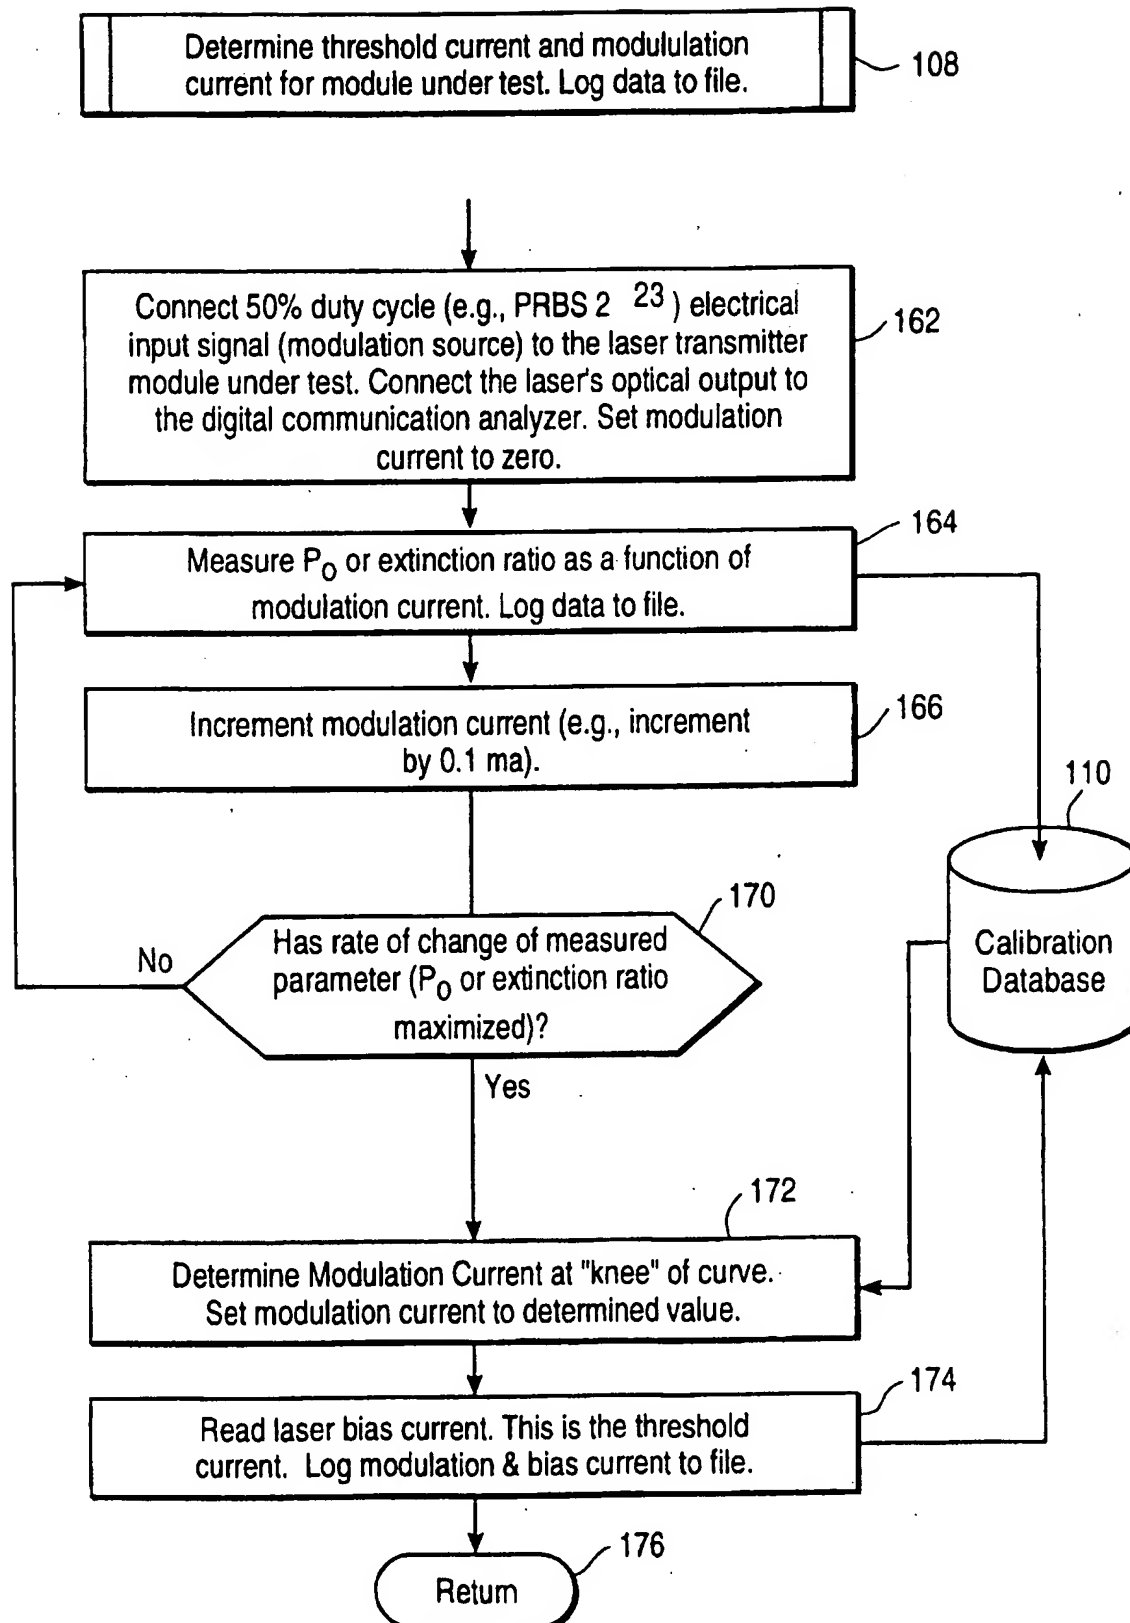 Determine threshold current and modululation
current for module under test. Log data to file.
108
Connect 50% duty cycle (e.g., PRBS 2 23 ) electrical
input signal (modulation source) to the laser transmitter
module under test. Connect the laser's optical output to
the digital communication analyzer. Set modulation
current to zero.
162
Measure P0 or extinction ratio as a function of
modulation current. Log data to file.
164
Increment modulation current (e.g., increment
by 0.1 ma).
166
110
Calibration
Database
170
Has rate of change of measured
parameter (P0 or extinction ratio
maximized)?
No
Yes
172
Determine Modulation Current at "knee" of curve.
Set modulation current to determined value.
174
Read laser bias current. This is the threshold
current. Log modulation & bias current to file.
176
Return